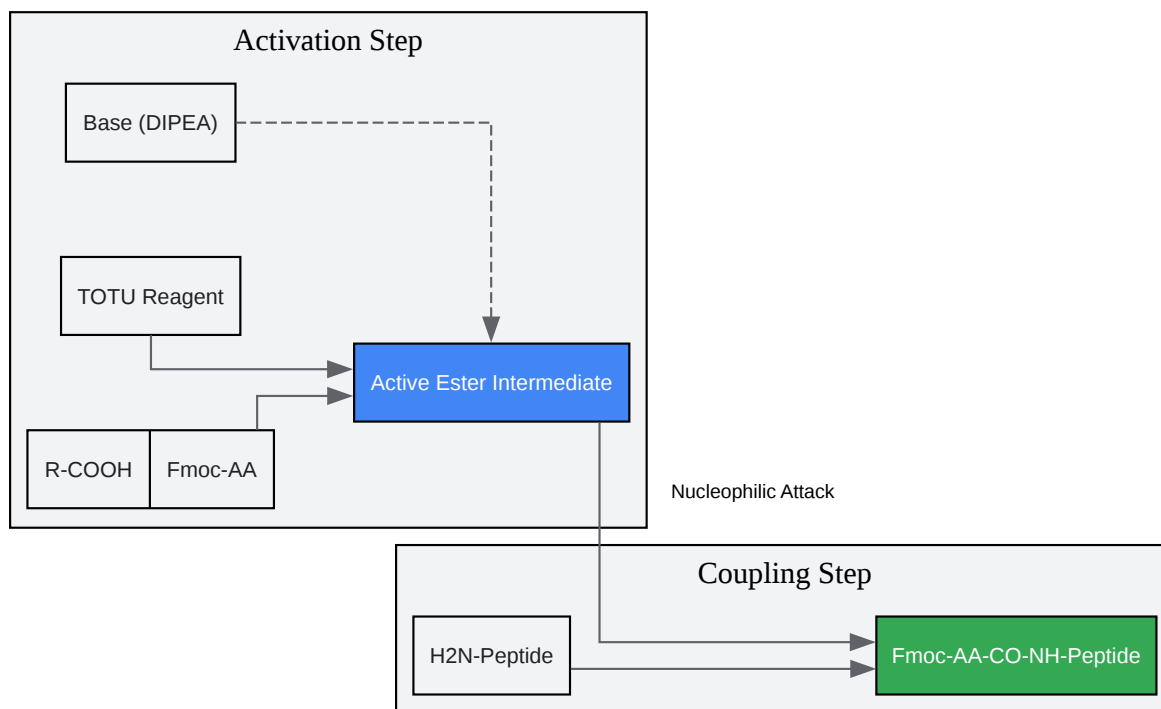 Activation Step
Base (DIPEA)
TOTU Reagent
Active Ester Intermediate
R-COOH
Fmoc-AA
Nucleophilic Attack
Coupling Step
H2N-Peptide
Fmoc-AA-CO-NH-Peptide